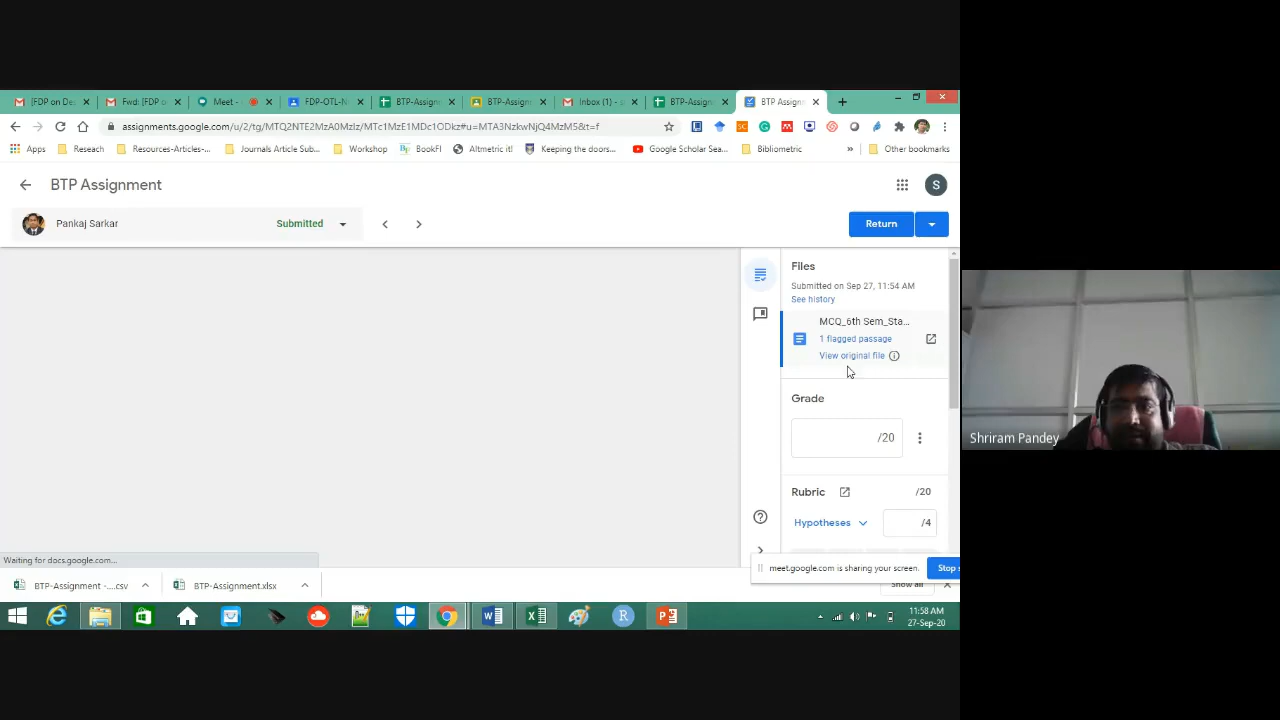 [FDP on De:
Fwd: [FDP o
Meet -
FDP-OTL-N
BTP-Assign
BTP-Assign
Inbox (1) - s
BTP-Assign
BTP Assign
assignments.google.com/u/2/tg/MTQ2NTE2MzA0MzIz/MTc1MzE1MDc1ODkz#u=MTA3NzkwNjQ4MzM5&t=f
Apps
Reseach
Resources-Articles-...
Journals Article Sub...
Workshop
BookFI
Altmetric it!
Keeping the doors...
Google Scholar Sea...
Bibliometric
»
Other bookmarks
BTP Assignment
S
Pankaj Sarkar
Submitted
Return
Files
Submitted on Sep 27, 11:54 AM
See history
MCQ_6th Sem_Sta...
1 flagged passage
View original file
Grade
/20
Rubric
/20
Hypotheses
/4
Shriram Pandey
Waiting for docs.google.com...
meet.google.com is sharing your screen.
Stop s
BTP-Assignment -....csv
BTP-Assignment.xlsx
Show all
11:58 AM
27-Sep-20